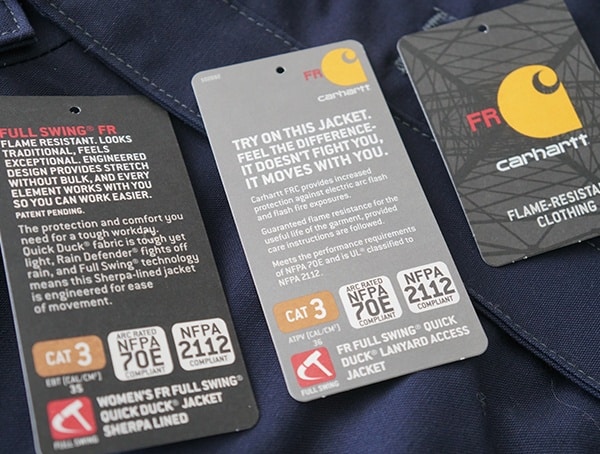 FULL SWING® FR
FLAME RESISTANT. LOOKS
TRADITIONAL, FEELS
EXCEPTIONAL. ENGINEERED
DESIGN PROVIDES STRETCH
WITHOUT BULK, AND EVERY
ELEMENT WORKS WITH YOU
SO YOU CAN WORK EASIER.
PATENT PENDING.
The protection and comfort you
need for a tough workday.
Quick Duck® fabric is tough yet
light, Rain Defender® fights off
rain, and Full Swing® technology
means this Sherpa lined jacket
is engineered for ease
of movement.
CAT 3
EBT (CAL/CM²)
35
ARC RATED
NFPA
70E
COMPLIANT
NFPA
2112
COMPLIANT
FULL SWING
WOMEN'S FR FULL SWING®
QUICK DUCK® JACKET
SHERPA LINED
FR
carhartt
TRY ON THIS JACKET.
FEEL THE DIFFERENCE-
IT DOESN'T FIGHT YOU,
IT MOVES WITH YOU.
Carhartt FRC provides increased
protection against electric arc flash
and flash fire exposures.
Guaranteed flame resistance for the
useful life of the garment, provided
care instructions are followed.
Meets the performance requirements
of NFPA 70E and is UL® classified to
NFPA 2112.
CAT 3
ATPV (CAL/CM²)
36
ARC RATED
NFPA
70E
COMPLIANT
NFPA
2112
COMPLIANT
FULL SWING
FR FULL SWING® QUICK
DUCK® LANYARD ACCESS
JACKET
FR
carhartt
FLAME-RESISTA
CLOTHING